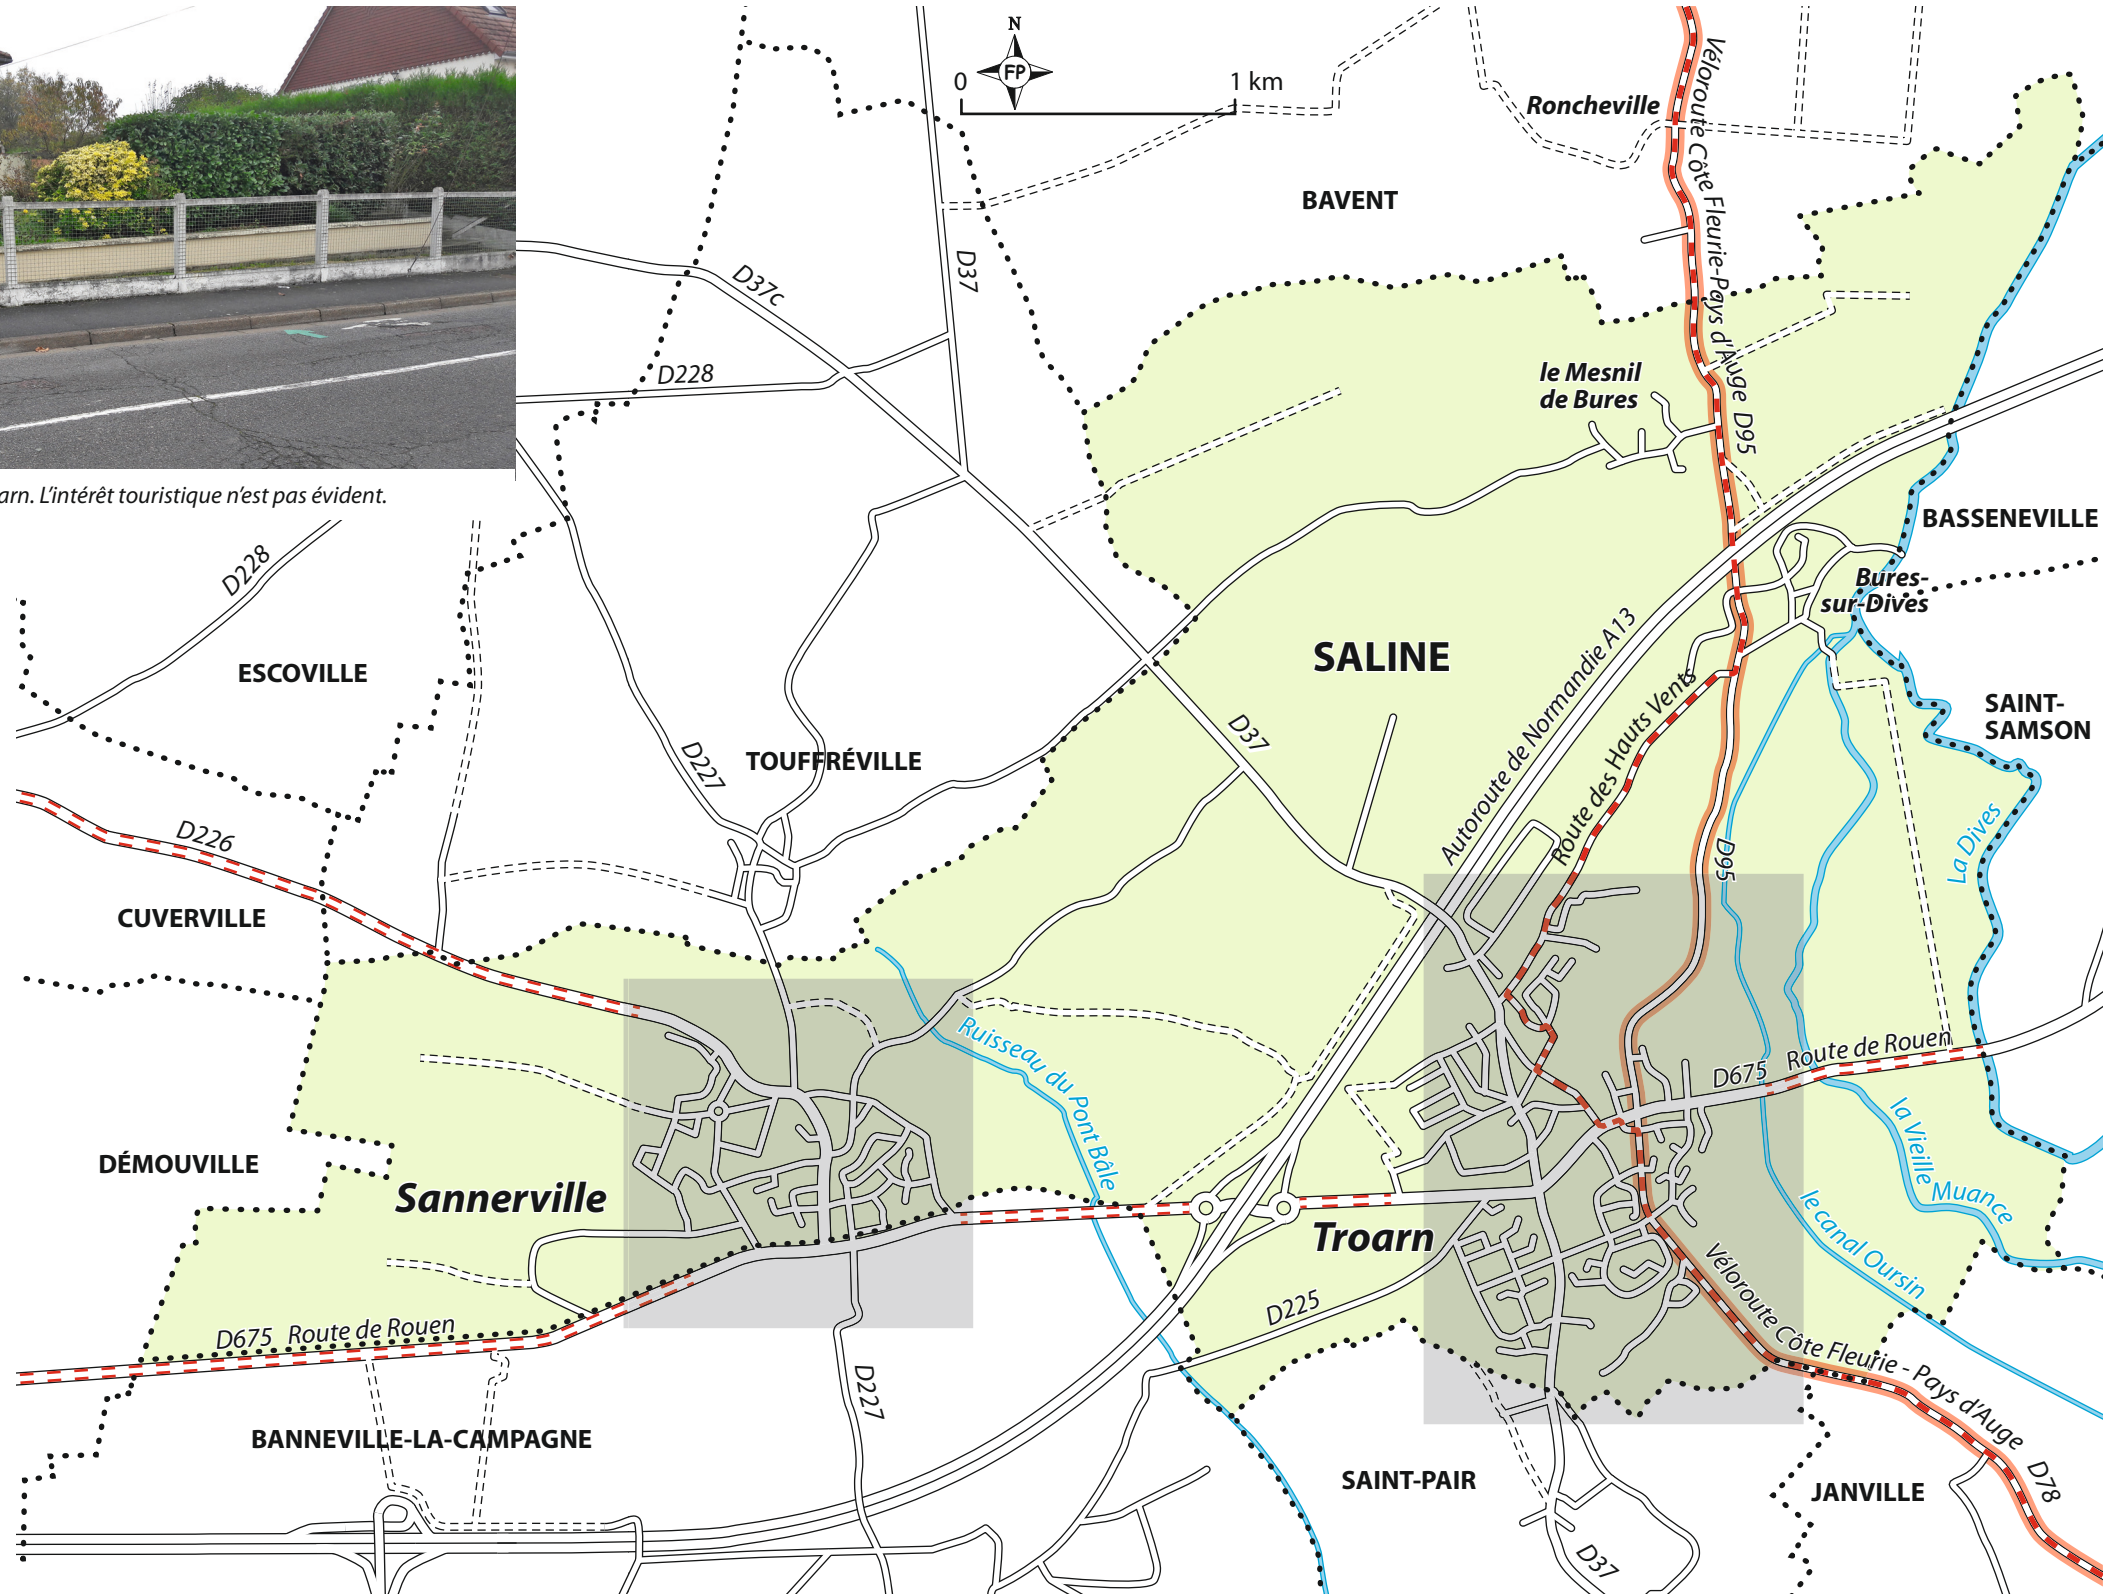 N
FP
0
1 km
Roncheville
BAVENT
Véloroute Côte Fleurie-Pays d'Auge D95
D37
D37c
D228
le Mesnil
de Bures
arn. L'intérêt touristique n'est pas évident.
BASSENEVILLE
D228
Bures-
sur-Dives
ESCOVILLE
SALINE
Autoroute de Normandie A13
Route des Hauts Vents
SAINT-
SAMSON
D37
D227
TOUFFRÉVILLE
D226
La Dives
D95
CUVERVILLE
Ruisseau du Pont Bâle
D675 Route de Rouen
la Vieille Muance
DÉMOUVILLE
Sannerville
Troarn
le canal Oursin
D225
D675 Route de Rouen
Véloroute Côte Fleurie - Pays d'Auge
D78
D227
BANNEVILLE-LA-CAMPAGNE
SAINT-PAIR
JANVILLE
D37